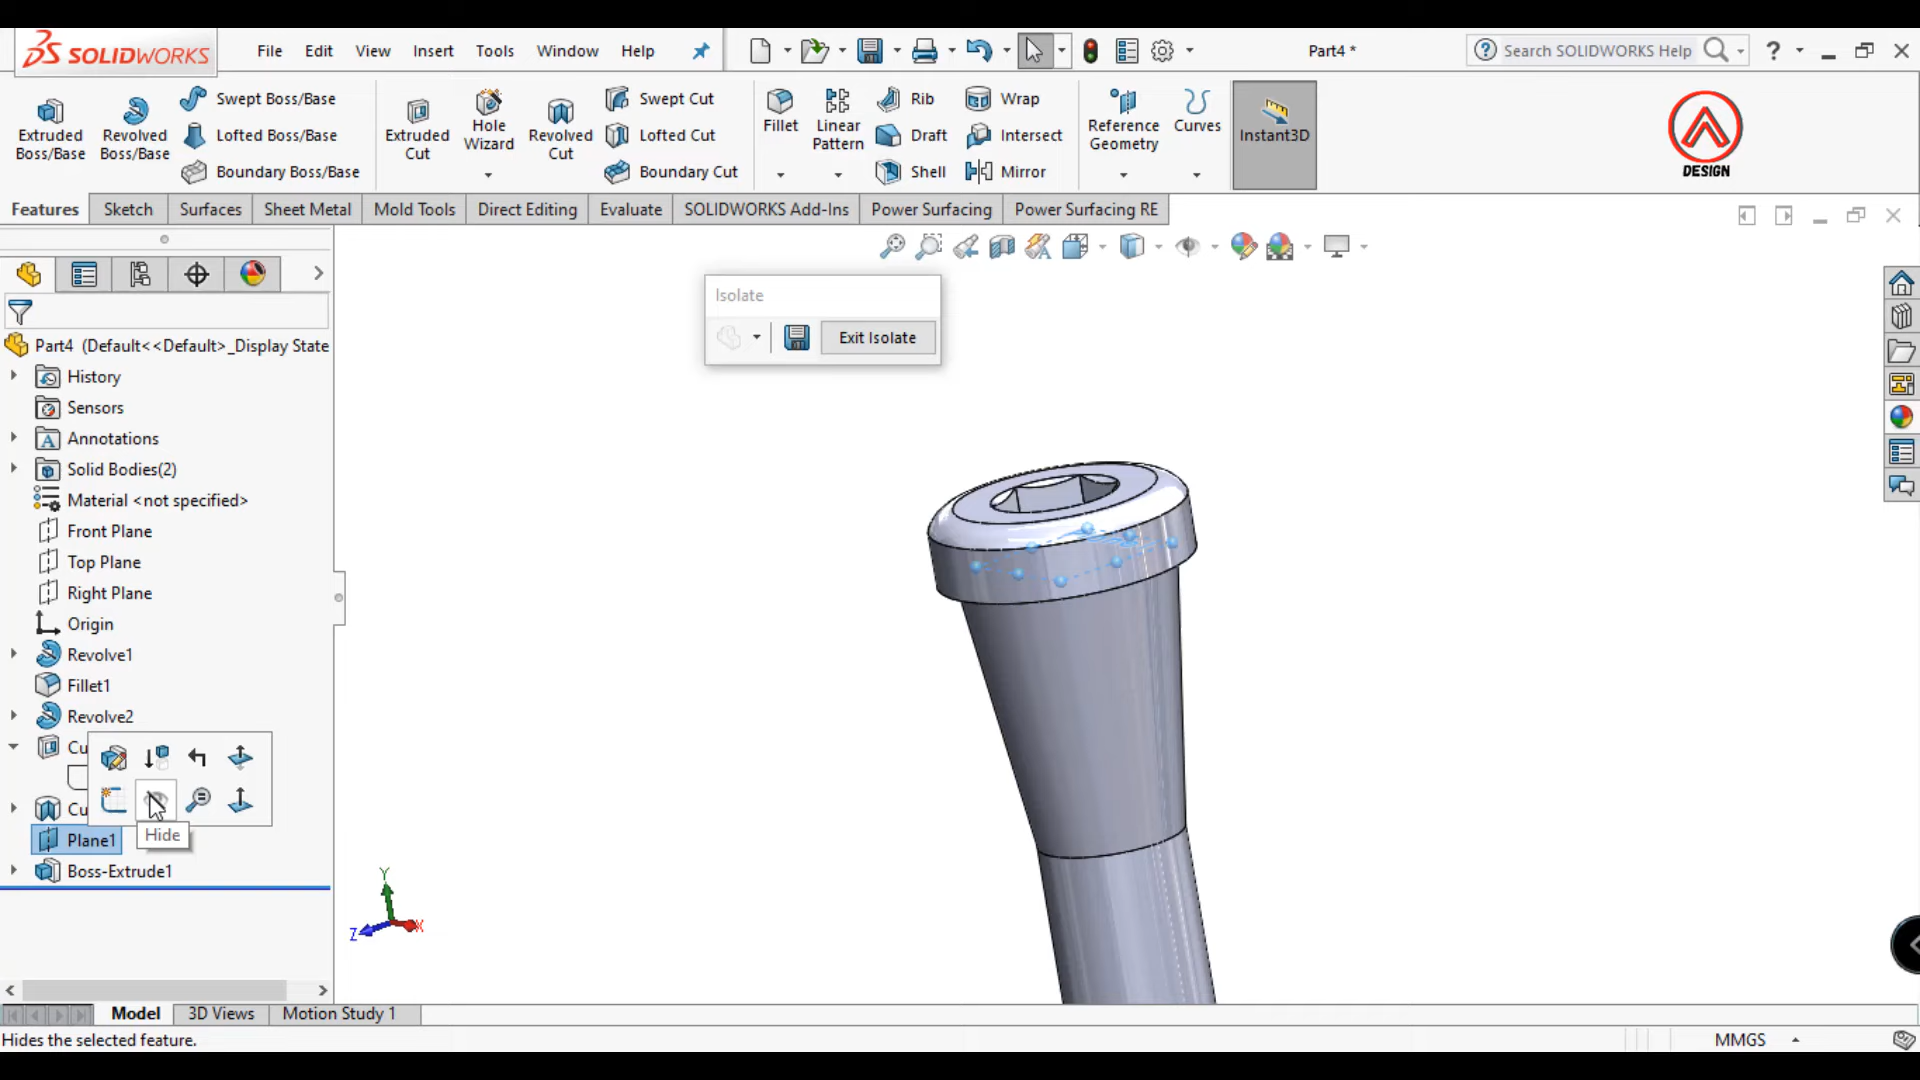 SOLIDWORKS File Edit View Insert Tools Window Help Part4 * Search SOLIDWORKS Help ?
Extruded Boss/Base
Revolved Boss/Base
Swept Boss/Base
Lofted Boss/Base
Boundary Boss/Base
Extruded Cut
Hole Wizard
Revolved Cut
Swept Cut
Lofted Cut
Boundary Cut
Fillet
Linear Pattern
Rib
Draft
Shell
Wrap
Intersect
Mirror
Reference Geometry
Curves
Instant3D
DESIGN
Features Sketch Surfaces Sheet Metal Mold Tools Direct Editing Evaluate SOLIDWORKS Add-Ins Power Surfacing Power Surfacing RE
Isolate
Exit Isolate
Part4 (Default<<Default>_Display State
History
Sensors
Annotations
Solid Bodies(2)
Material <not specified>
Front Plane
Top Plane
Right Plane
Origin
Revolve1
Fillet1
Revolve2
Cu
Cu
Hide
Plane1
Boss-Extrude1
Y
Z
X
Model 3D Views Motion Study 1
Hides the selected feature. MMGS